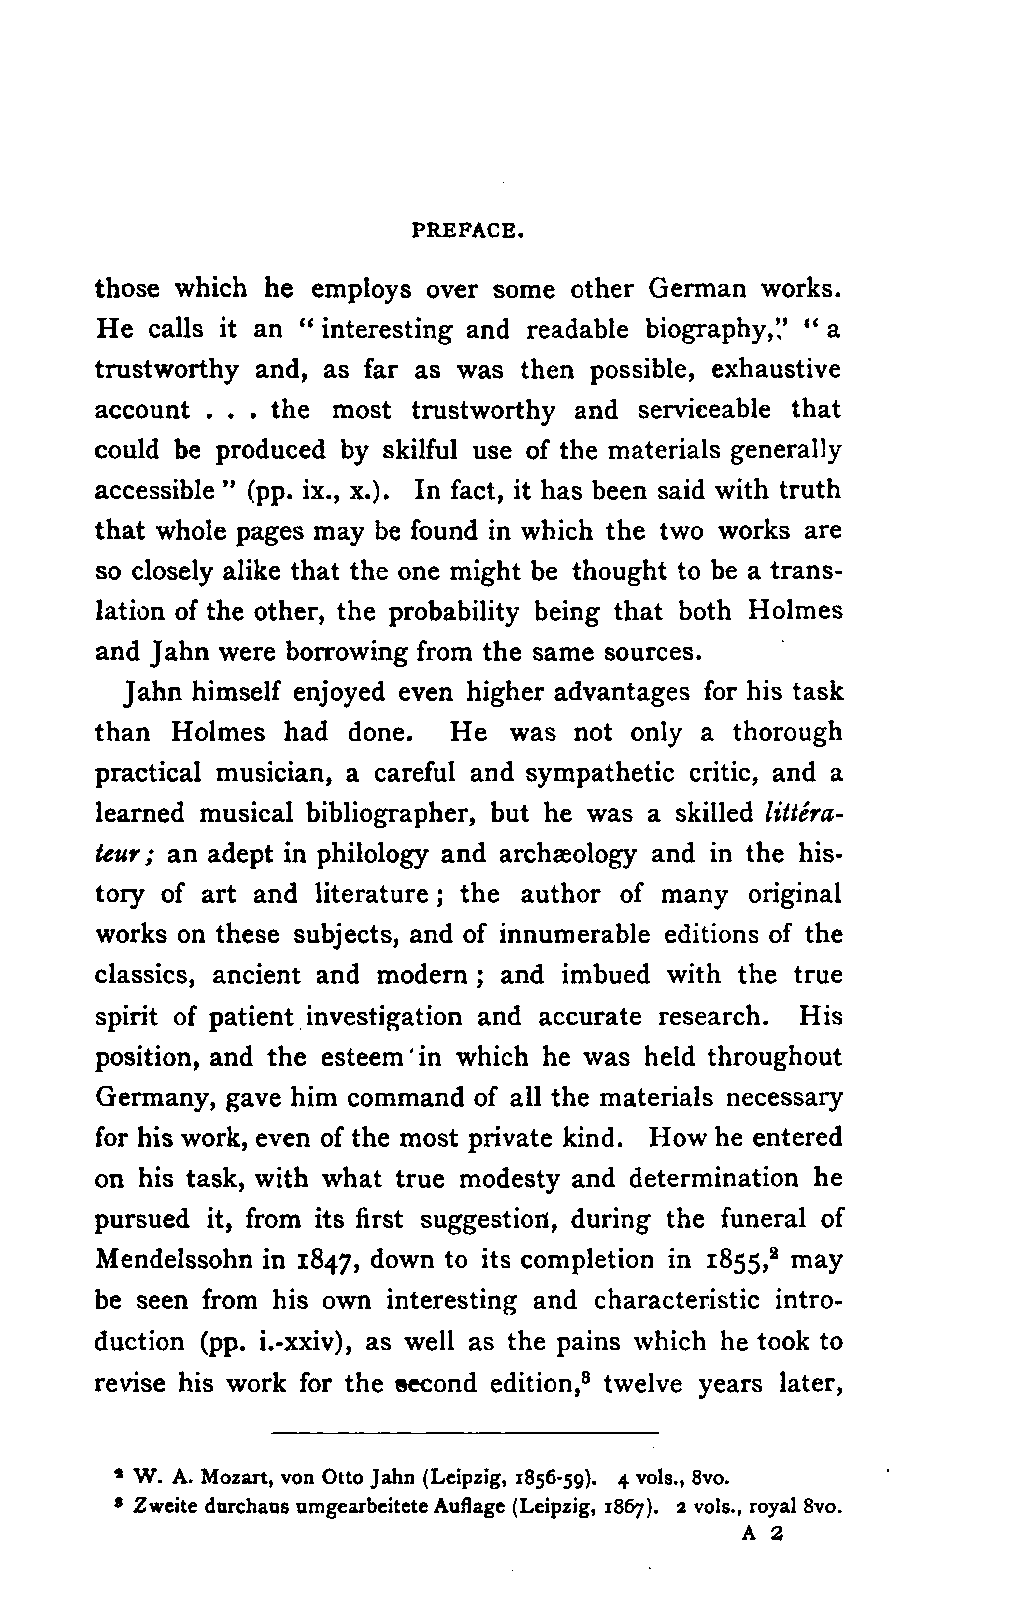 PREFACE.
those which he employs over some other German works.
He calls it an “ interesting and readable biography,” “ a
trustworthy and, as far as was then possible, exhaustive
account . . . the most trustworthy and serviceable that
could be produced by skilful use of the materials generally
accessible ” (pp. ix., x.). In fact, it has been said with truth
that whole pages may be found in which the two works are
so closely alike that the one might be thought to be a trans-
lation of the other, the probability being that both Holmes
and Jahn were borrowing from the same sources.
Jahn himself enjoyed even higher advantages for his task
than Holmes had done. He was not only a thorough
practical musician, a careful and sympathetic critic, and a
learned musical bibliographer, but he was a skilled littéra-
teur ; an adept in philology and archæology and in the his-
tory of art and literature ; the author of many original
works on these subjects, and of innumerable editions of the
classics, ancient and modern ; and imbued with the true
spirit of patient investigation and accurate research. His
position, and the esteem in which he was held throughout
Germany, gave him command of all the materials necessary
for his work, even of the most private kind. How he entered
on his task, with what true modesty and determination he
pursued it, from its first suggestion, during the funeral of
Mendelssohn in 1847, down to its completion in 1855,² may
be seen from his own interesting and characteristic intro-
duction (pp. i.-xxiv), as well as the pains which he took to
revise his work for the second edition,³ twelve years later,
² W. A. Mozart, von Otto Jahn (Leipzig, 1856-59). 4 vols., 8vo.
³ Zweite durchaus umgearbeitete Auflage (Leipzig, 1867). 2 vols., royal 8vo.
A 2